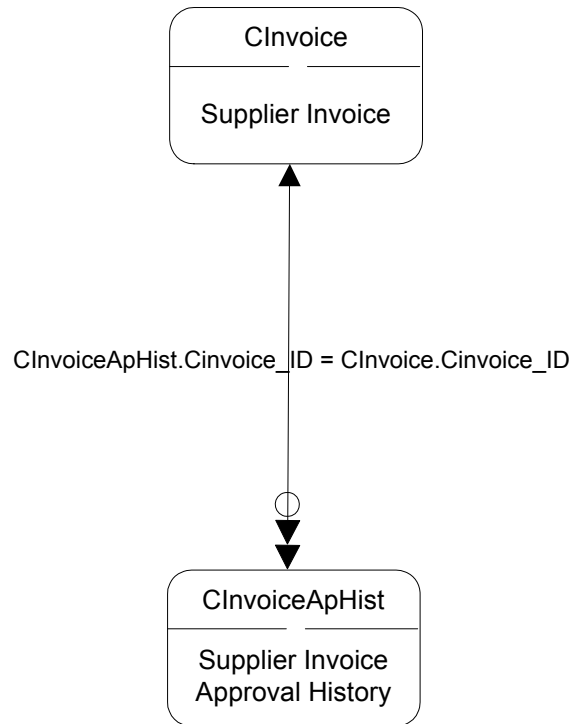 CInvoice
Supplier Invoice
CInvoiceApHist.Cinvoice_ID = CInvoice.Cinvoice_ID
CInvoiceApHist
Supplier Invoice
Approval History